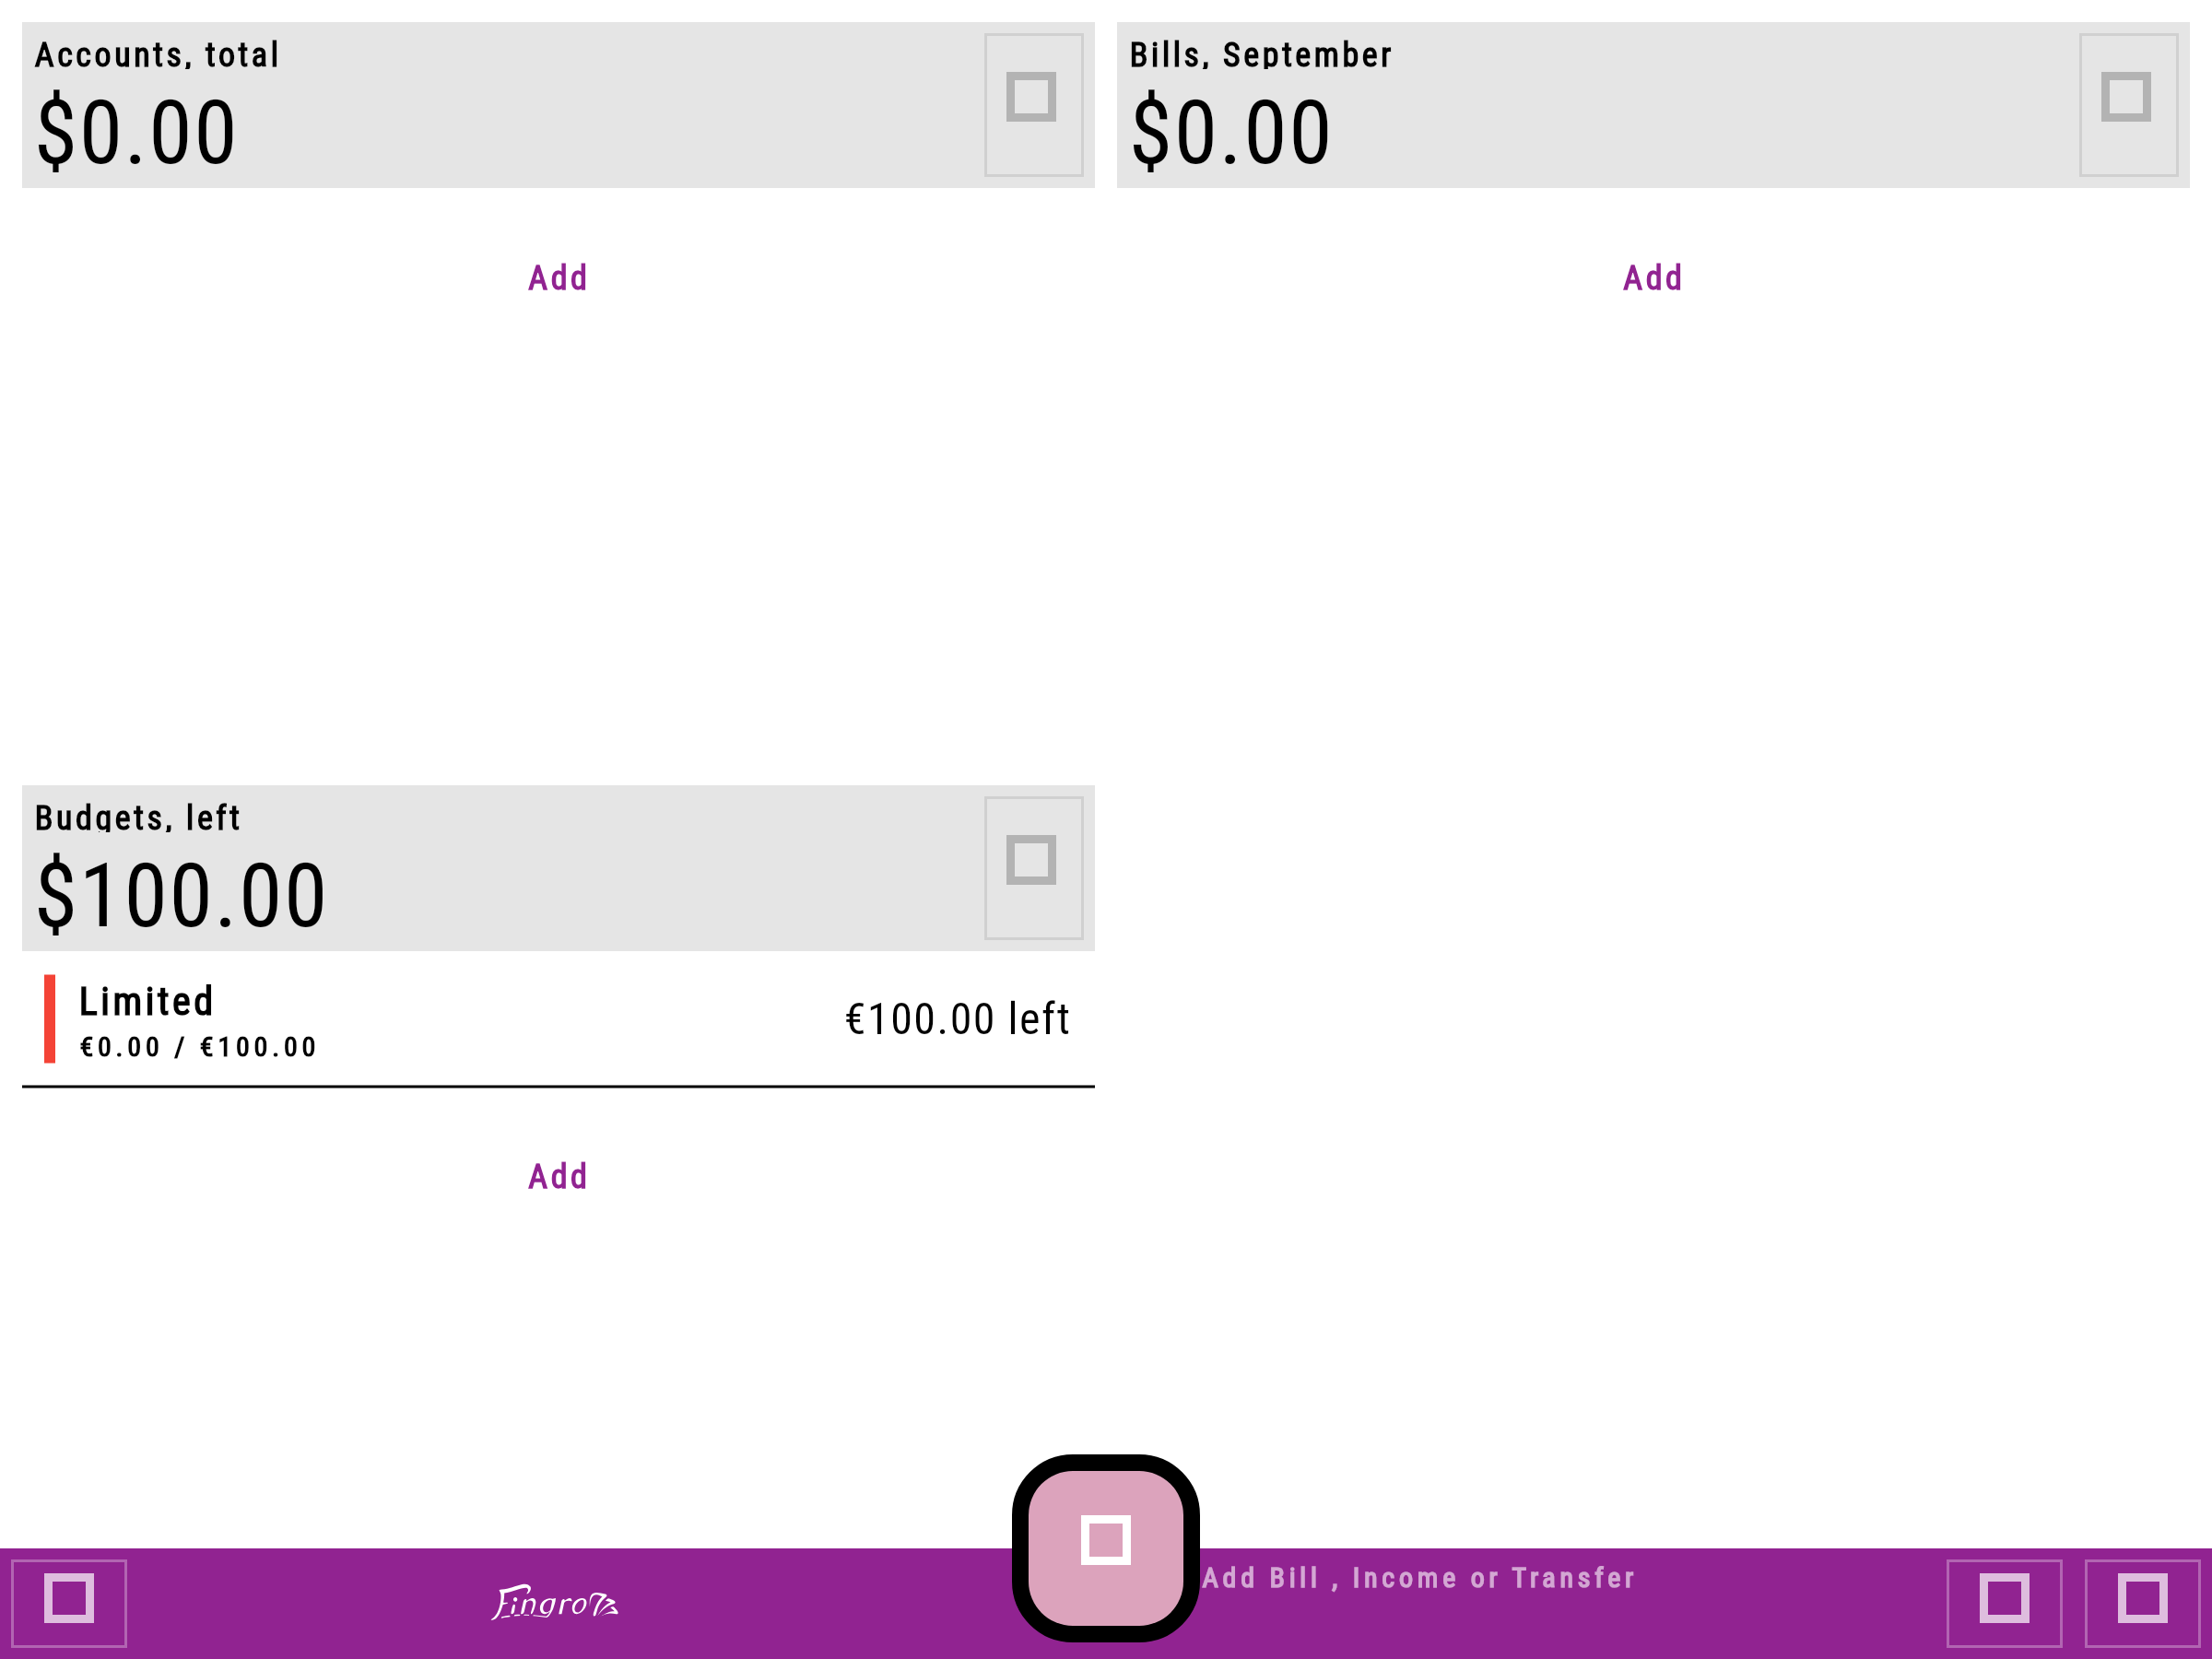 Accounts, total
$0.00
Add
Bills, September
$0.00
Add
Budgets, left
$100.00
Limited
€0.00 / €100.00
€100.00 left
Add
Add Bill , Income or Transfer